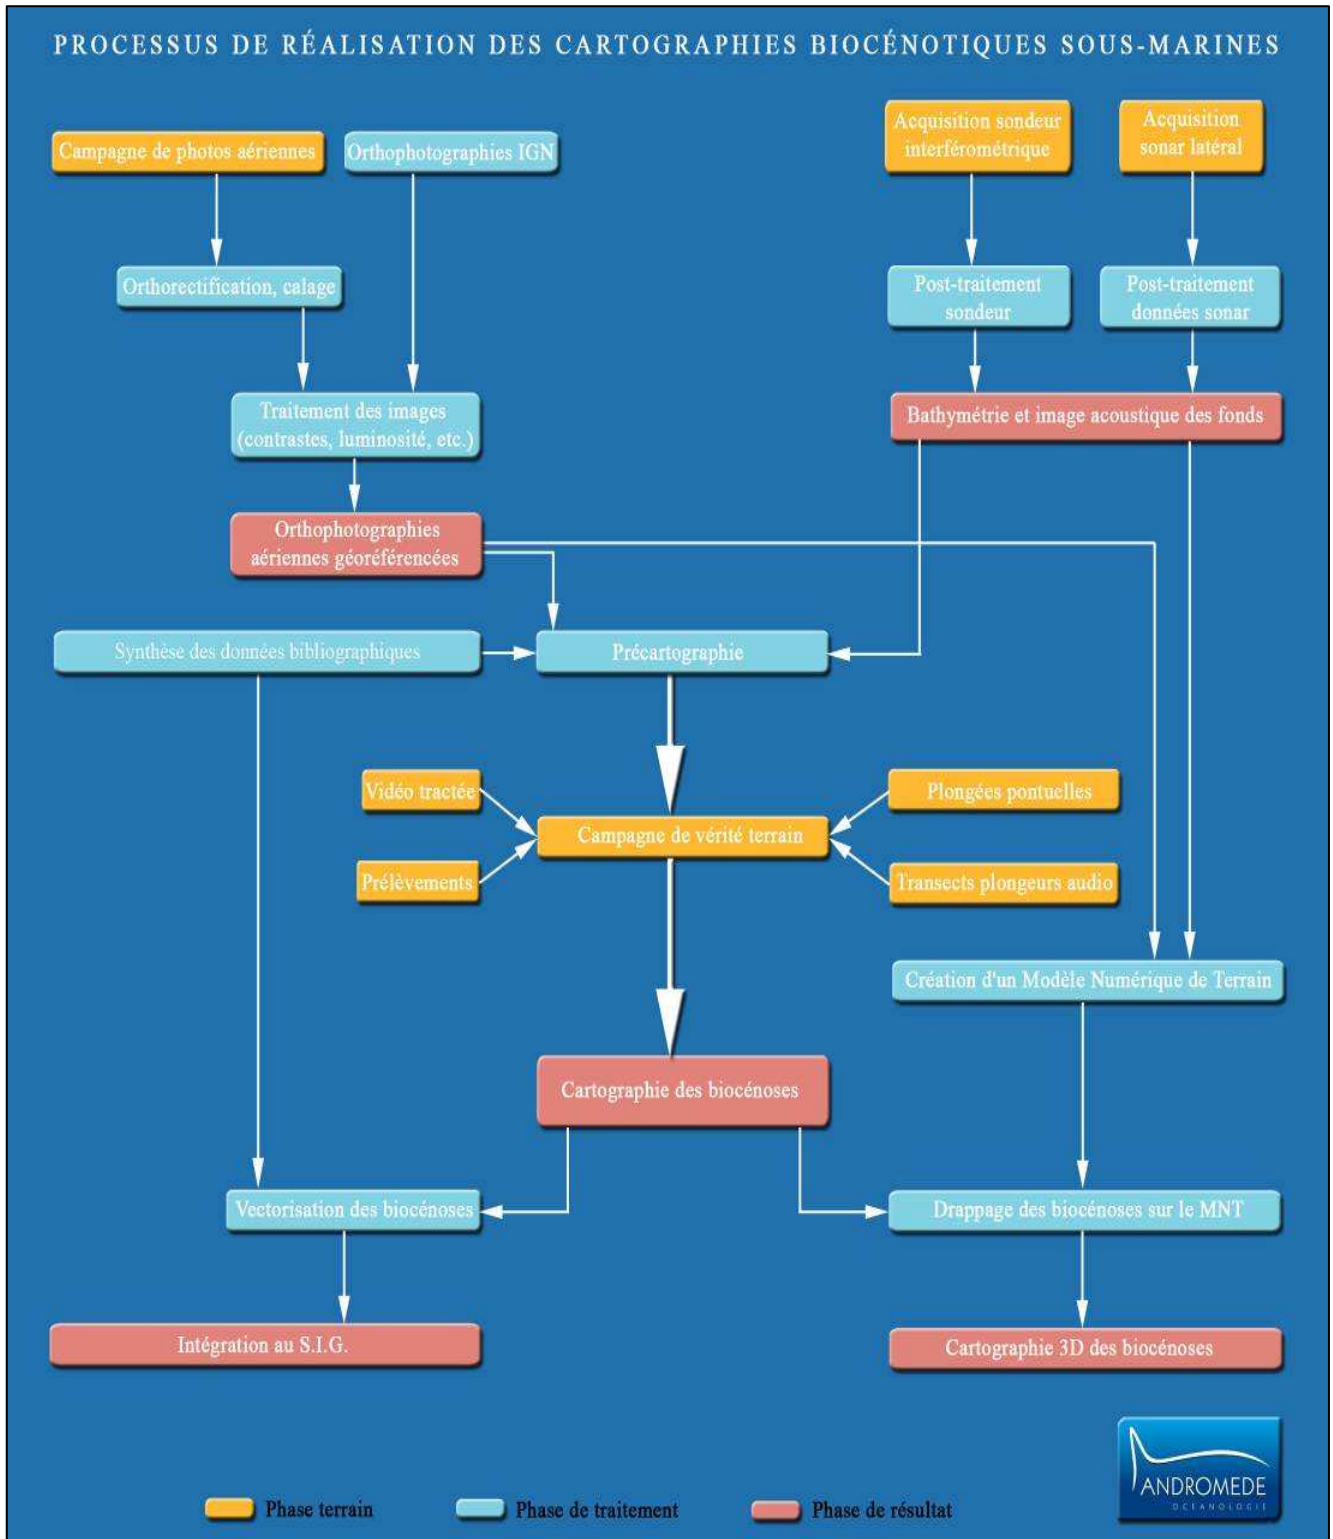 PROCESSUS DE RÉALISATION DES CARTOGRAPHIES BIOCÉNOTIQUES SOUS-MARINES
Campagne de photos aériennes
Orthophotographies IGN
Acquisition sondeur
interférométrique
Acquisition
sonar latéral
Orthorectification, calage
Post-traitement
sondeur
Post-traitement
données sonar
Traitement des images
(contrastes, luminosité, etc.)
Bathymétrie et image acoustique des fonds
Orthophotographies
aériennes géoréférencées
Synthèse des données bibliographiques
Précartographie
Vidéo tractée
Plongées pontuelles
Campagne de vérité terrain
Prélèvements
Transects plongeurs audio
Création d'un Modèle Numérique de Terrain
Cartographie des biocénoses
Vectorisation des biocénoses
Drappage des biocénoses sur le MNT
Intégration au S.I.G.
Cartographie 3D des biocénoses
ANDROMEDE
OCEANOLOGIE
Phase terrain
Phase de traitement
Phase de résultat